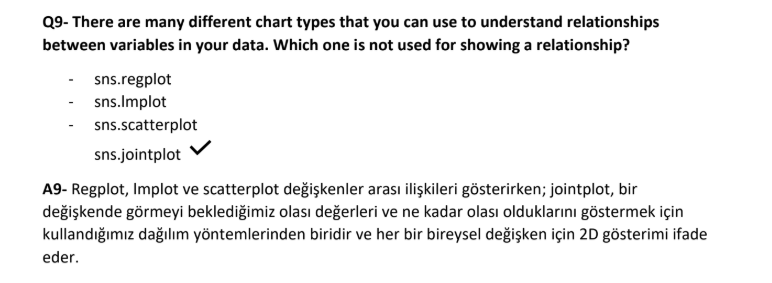 Q9- There are many different chart types that you can use to understand relationships
between variables in your data. Which one is not used for showing a relationship?
- sns.regplot
- sns.lmplot
- sns.scatterplot
sns.jointplot ✓
A9- Regplot, lmplot ve scatterplot değişkenler arası ilişkileri gösterirken; jointplot, bir
değişkende görmeyi beklediğimiz olası değerleri ve ne kadar olası olduklarını göstermek için
kullandığımız dağılım yöntemlerinden biridir ve her bir bireysel değişken için 2D gösterimi ifade
eder.